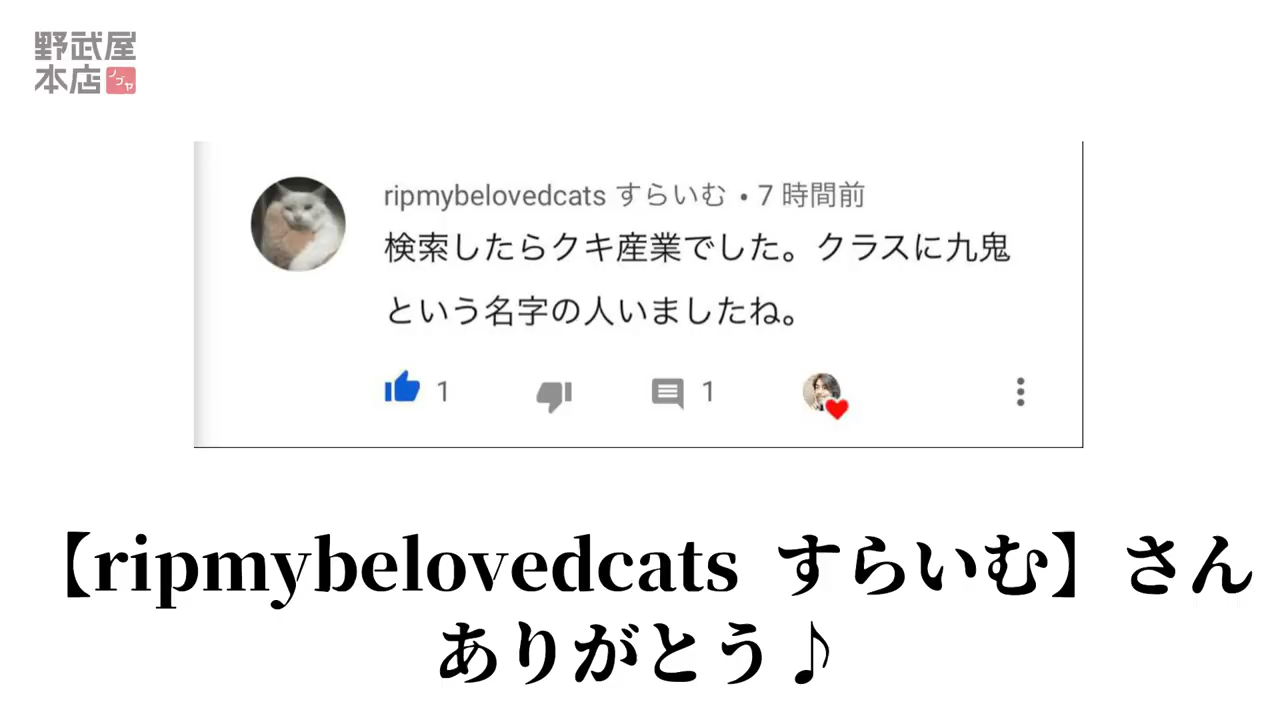 野武屋
本店 ノブヤ
ripmybelovedcats すらいむ • 7 時間前
検索したらクキ産業でした。クラスに九鬼
という名字の人いましたね。
1 1
【ripmybelovedcats すらいむ】さん
ありがとう♪